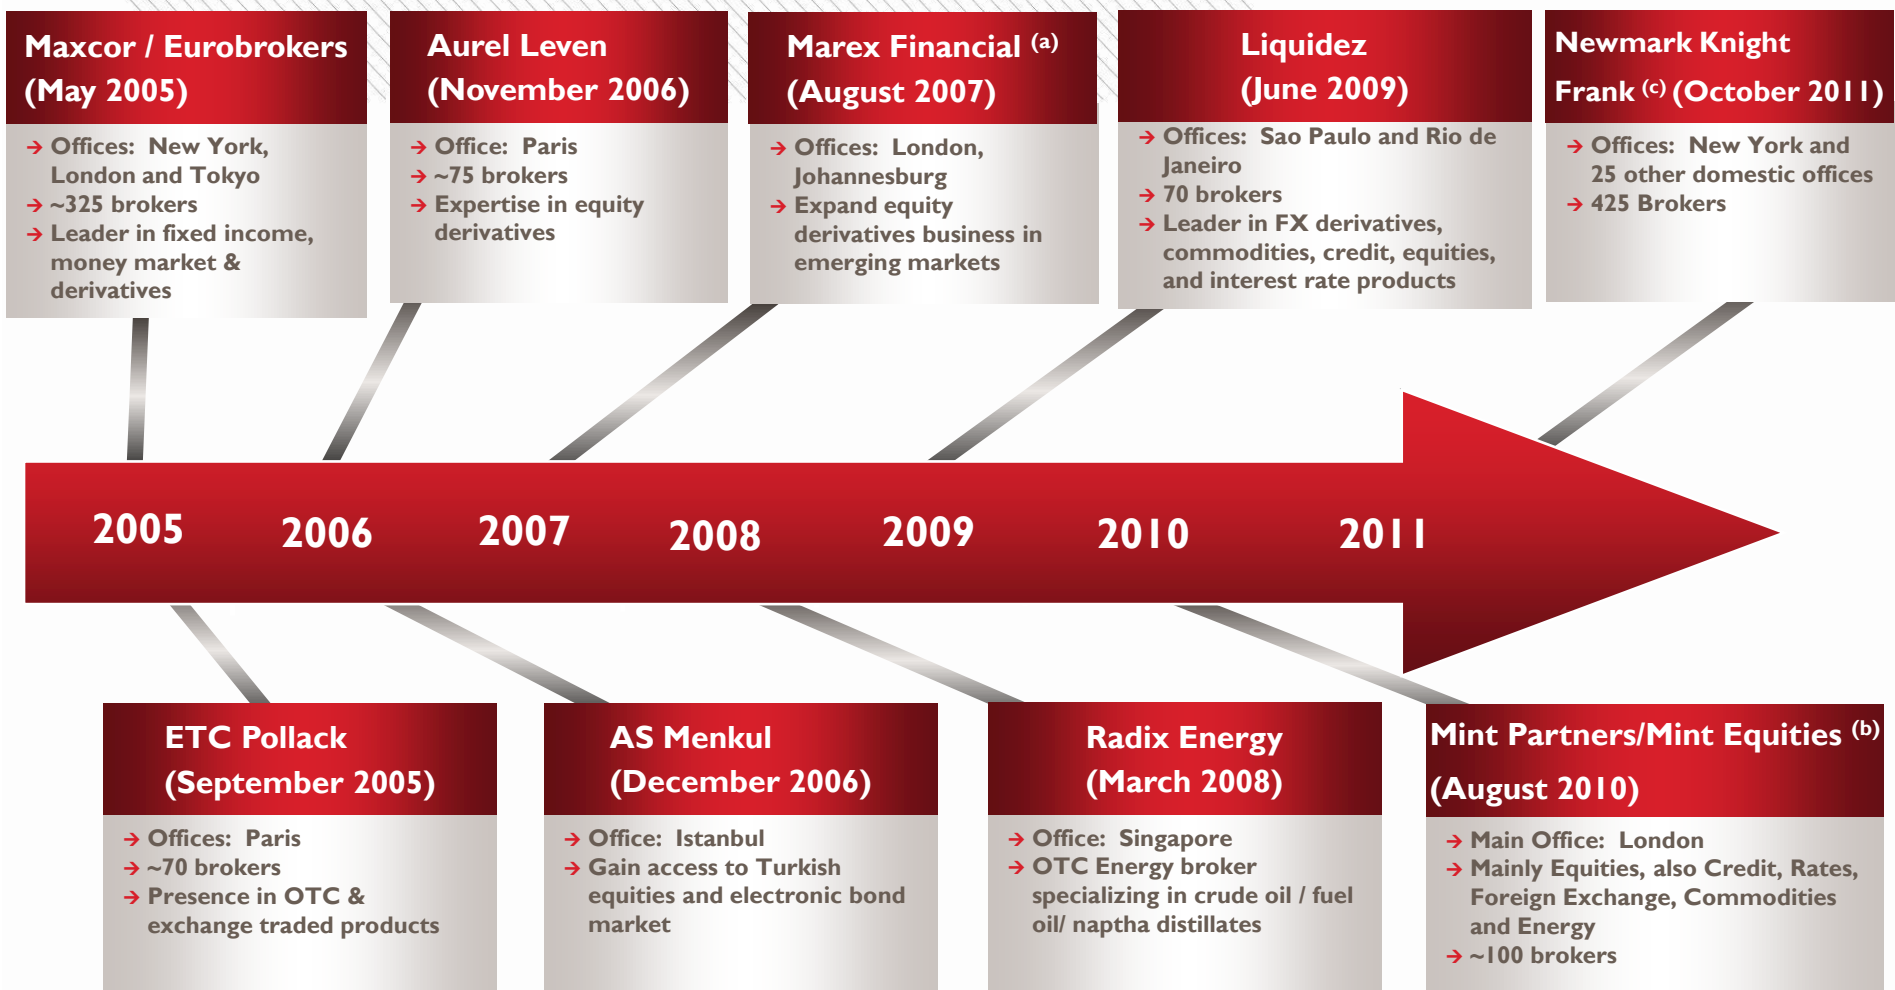 Maxcor / Eurobrokers
(May 2005)
→ Offices: New York,
London and Tokyo
→ ~325 brokers
→ Leader in fixed income,
money market &
derivatives
Aurel Leven
(November 2006)
→ Office: Paris
→ ~75 brokers
→ Expertise in equity
derivatives
Marex Financial (a)
(August 2007)
→ Offices: London,
Johannesburg
→ Expand equity
derivatives business in
emerging markets
Liquidez
(June 2009)
→ Offices: Sao Paulo and Rio de
Janeiro
→ 70 brokers
→ Leader in FX derivatives,
commodities, credit, equities,
and interest rate products
Newmark Knight
Frank (c) (October 2011)
→ Offices: New York and
25 other domestic offices
→ 425 Brokers
2005 2006 2007 2008 2009 2010 2011
ETC Pollack
(September 2005)
→ Offices: Paris
→ ~70 brokers
→ Presence in OTC &
exchange traded products
AS Menkul
(December 2006)
→ Office: Istanbul
→ Gain access to Turkish
equities and electronic bond
market
Radix Energy
(March 2008)
→ Office: Singapore
→ OTC Energy broker
specializing in crude oil / fuel
oil/ naptha distillates
Mint Partners/Mint Equities (b)
(August 2010)
→ Main Office: London
→ Mainly Equities, also Credit, Rates,
Foreign Exchange, Commodities
and Energy
→ ~100 brokers